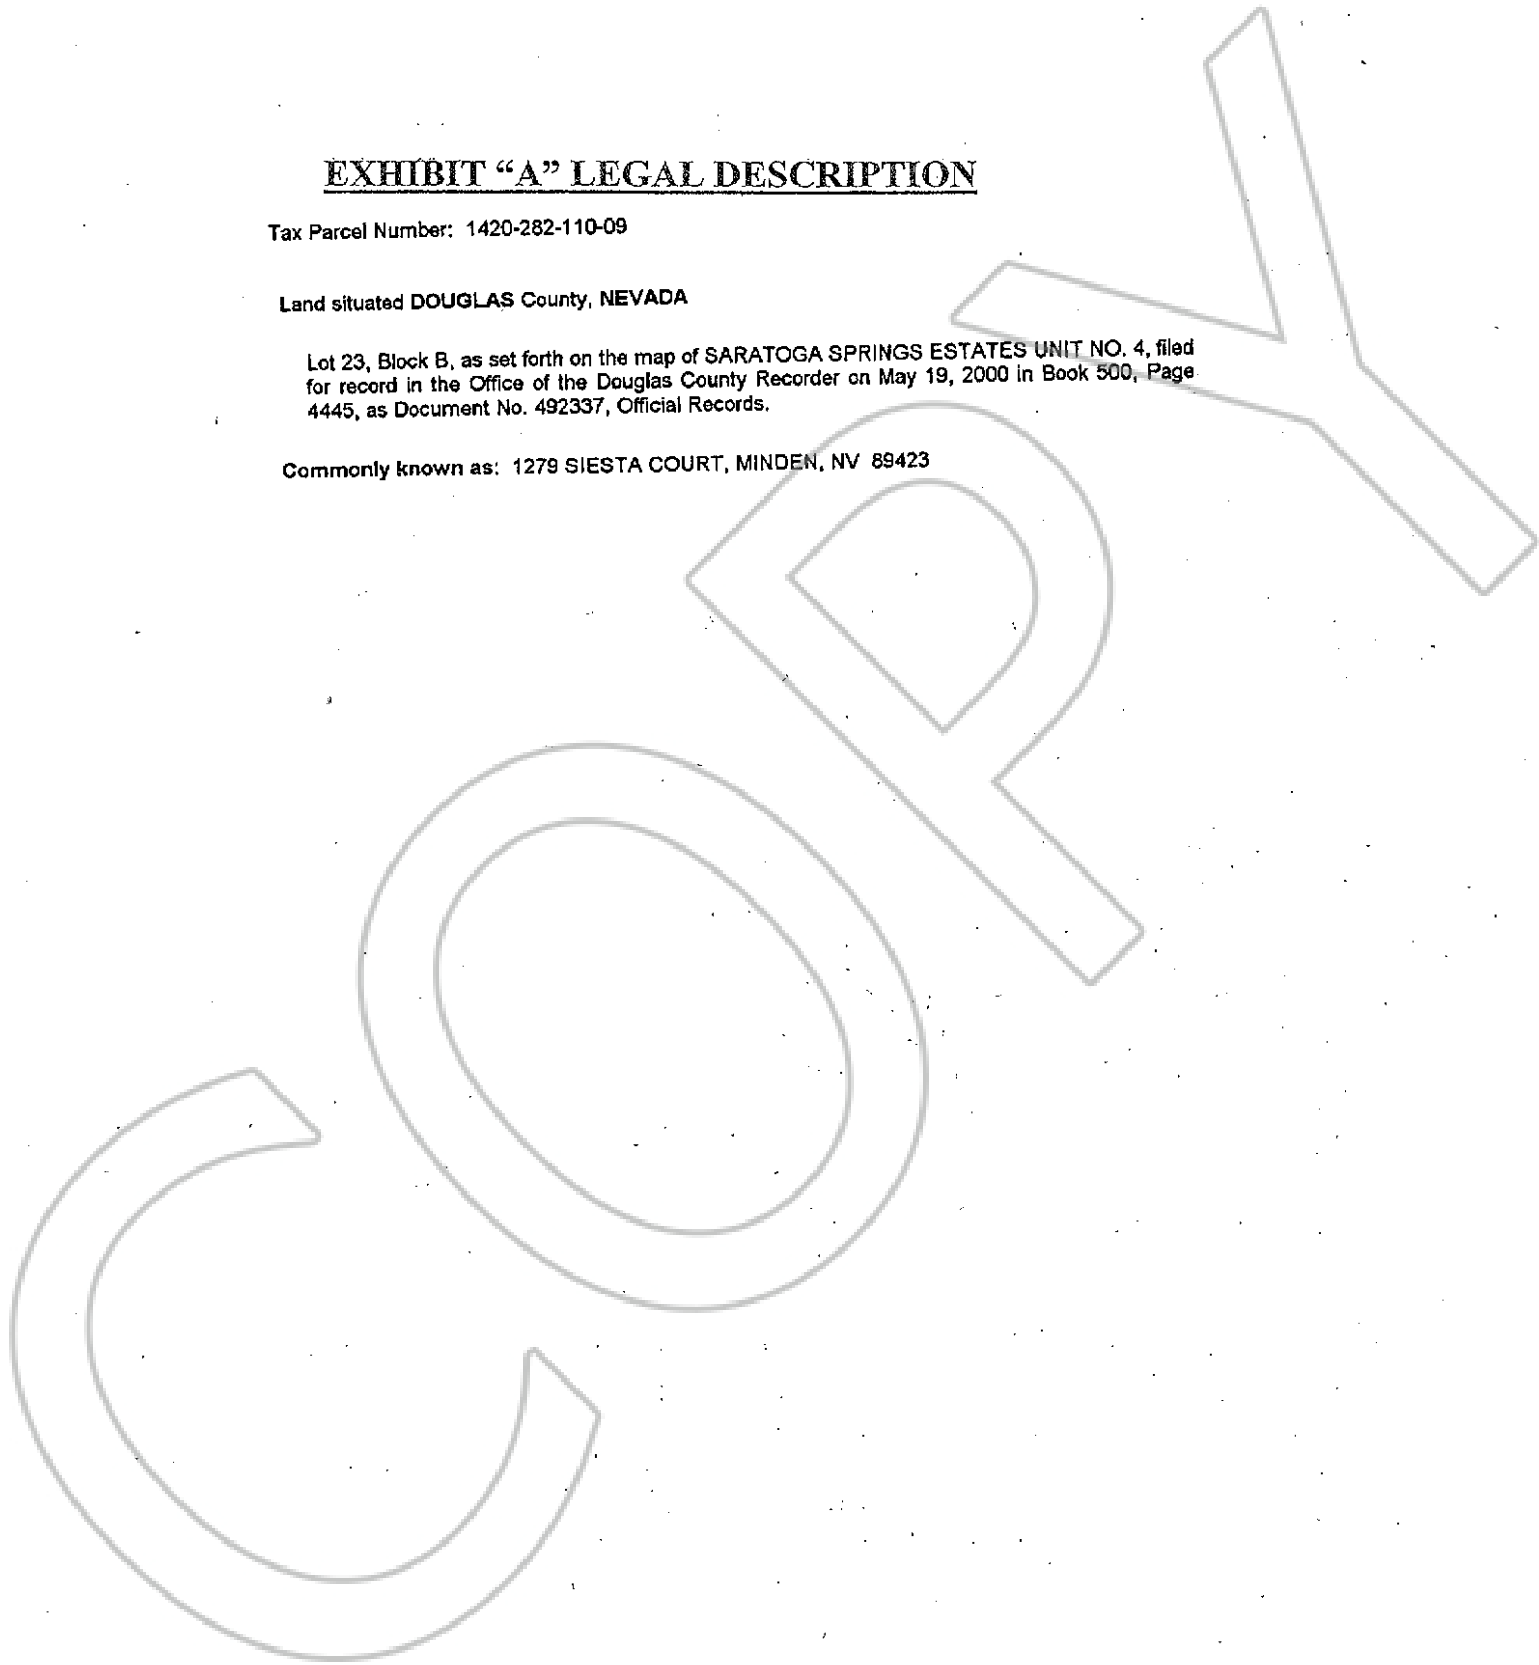 EXHIBIT “A” LEGAL DESCRIPTION
Tax Parcel Number: 1420-282-110-09
Land situated DOUGLAS County, NEVADA
Lot 23, Block B, as set forth on the map of SARATOGA SPRINGS ESTATES UNIT NO. 4, filed
for record in the Office of the Douglas County Recorder on May 19, 2000 in Book 500, Page
4445, as Document No. 492337, Official Records.
Commonly known as: 1279 SIESTA COURT, MINDEN, NV 89423
COPY